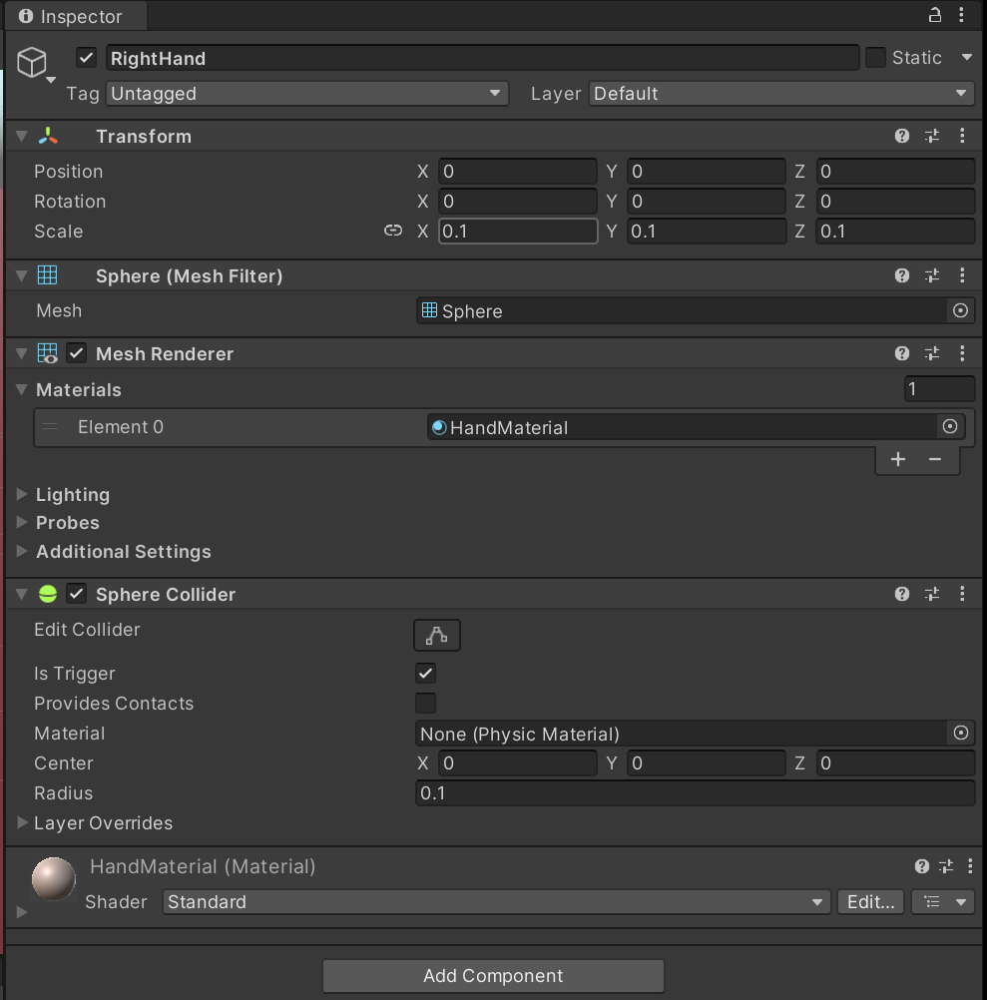 Inspector
RightHand Static
Tag Untagged Layer Default
Transform
Position X 0 Y 0 Z 0
Rotation X 0 Y 0 Z 0
Scale X 0.1 Y 0.1 Z 0.1
Sphere (Mesh Filter)
Mesh Sphere
Mesh Renderer
Materials 1
Element 0 HandMaterial
Lighting
Probes
Additional Settings
Sphere Collider
Edit Collider
Is Trigger
Provides Contacts
Material None (Physic Material)
Center X 0 Y 0 Z 0
Radius 0.1
Layer Overrides
HandMaterial (Material)
Shader Standard Edit...
Add Component